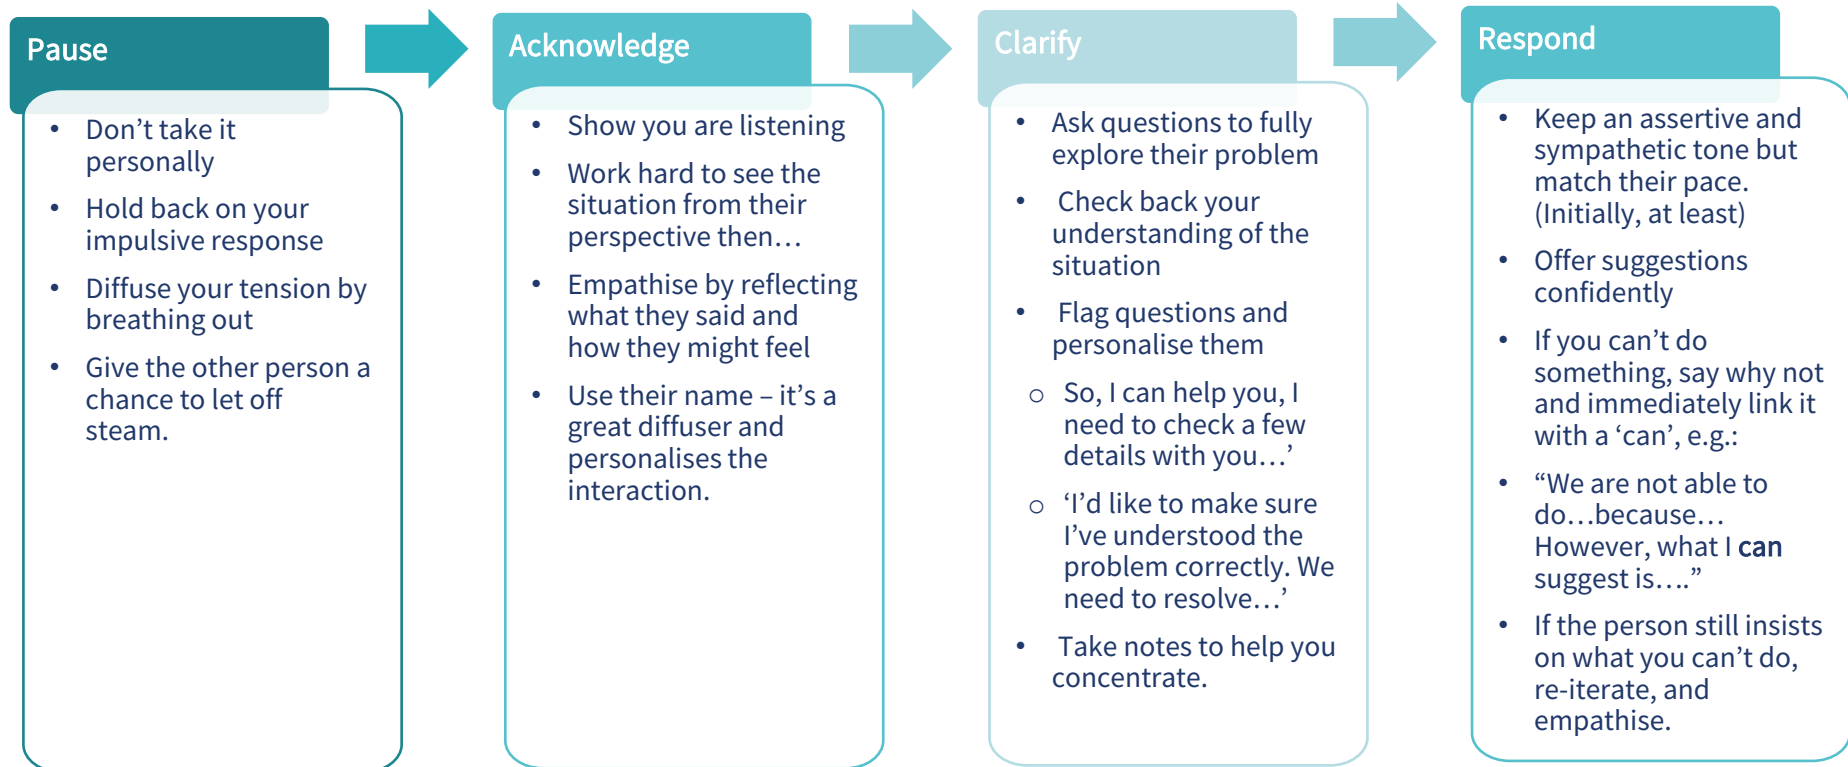 Pause
• Don’t take it
personally
• Hold back on your
impulsive response
• Diffuse your tension by
breathing out
• Give the other person a
chance to let off
steam.
Acknowledge
• Show you are listening
• Work hard to see the
situation from their
perspective then…
• Empathise by reflecting
what they said and
how they might feel
• Use their name – it’s a
great diffuser and
personalises the
interaction.
Clarify
• Ask questions to fully
explore their problem
• Check back your
understanding of the
situation
• Flag questions and
personalise them
o So, I can help you, I
need to check a few
details with you…’
o ‘I’d like to make sure
I’ve understood the
problem correctly. We
need to resolve…’
• Take notes to help you
concentrate.
Respond
• Keep an assertive and
sympathetic tone but
match their pace.
(Initially, at least)
• Offer suggestions
confidently
• If you can’t do
something, say why not
and immediately link it
with a ‘can’, e.g.:
• “We are not able to
do…because…
However, what I can
suggest is….”
• If the person still insists
on what you can’t do,
re-iterate, and
empathise.